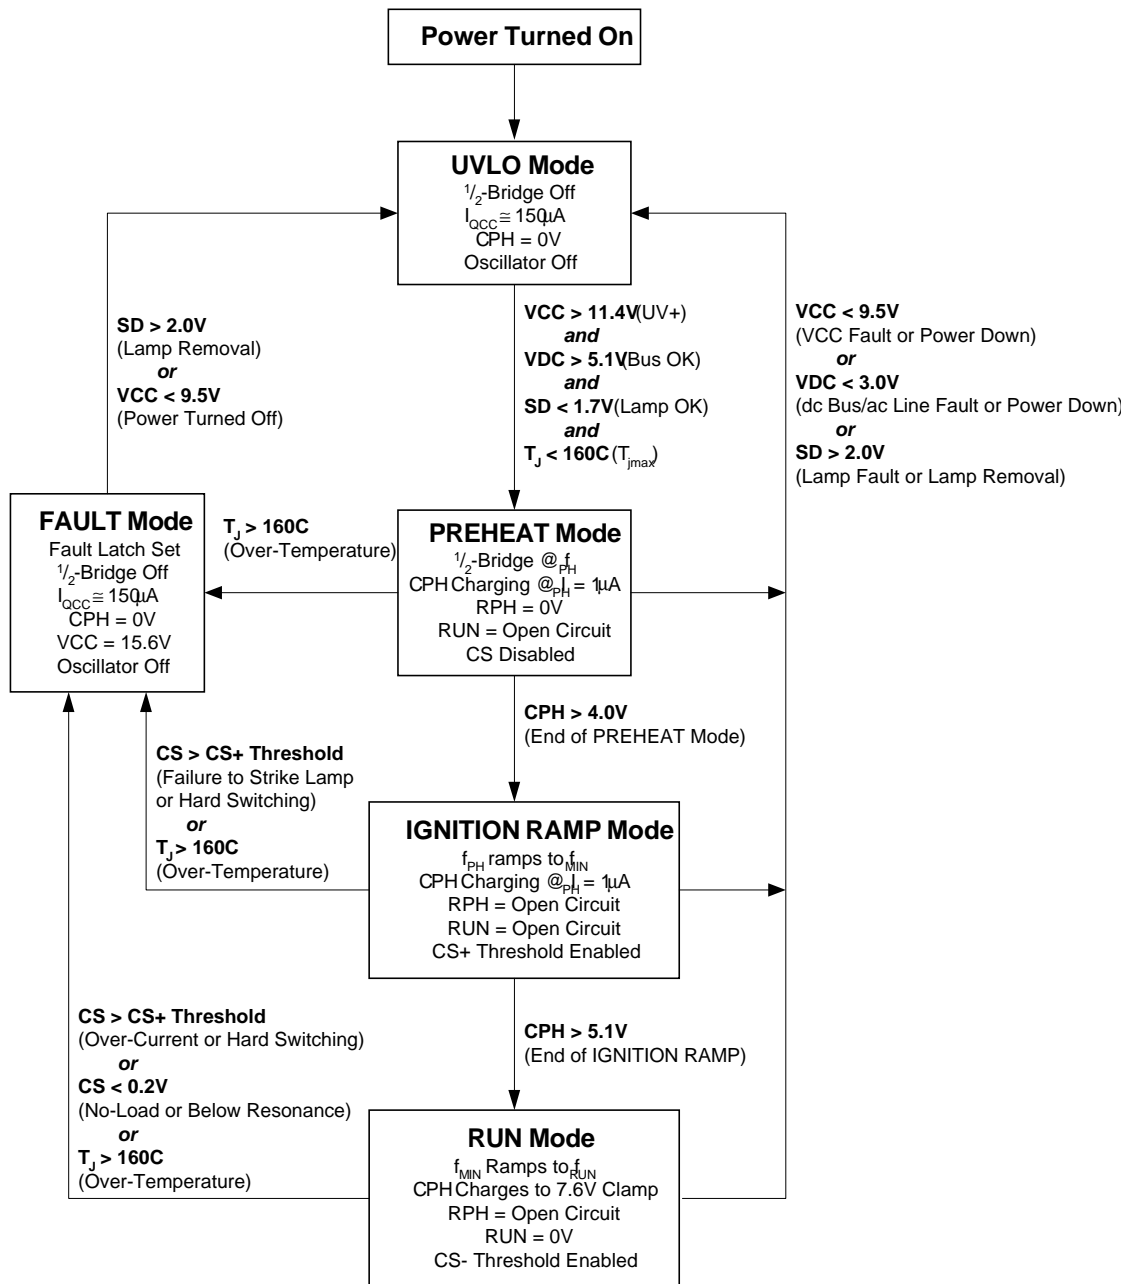 Power Turned On
UVLO Mode
1/2-Bridge Off
IQCC ≅ 150µA
CPH = 0V
Oscillator Off
SD > 2.0V
(Lamp Removal)
or
VCC < 9.5V
(Power Turned Off)
VCC > 11.4V (UV+)
and
VDC > 5.1V (Bus OK)
and
SD < 1.7V (Lamp OK)
and
TJ < 160C (Tjmax)
VCC < 9.5V
(VCC Fault or Power Down)
or
VDC < 3.0V
(dc Bus/ac Line Fault or Power Down)
or
SD > 2.0V
(Lamp Fault or Lamp Removal)
FAULT Mode
Fault Latch Set
1/2-Bridge Off
IQCC ≅ 150µA
CPH = 0V
VCC = 15.6V
Oscillator Off
TJ > 160C
(Over-Temperature)
PREHEAT Mode
1/2-Bridge @ fPH
CPH Charging @ IPH = 1µA
RPH = 0V
RUN = Open Circuit
CS Disabled
CPH > 4.0V
(End of PREHEAT Mode)
CS > CS+ Threshold
(Failure to Strike Lamp
or Hard Switching)
or
TJ > 160C
(Over-Temperature)
IGNITION RAMP Mode
fPH ramps to fMIN
CPH Charging @ IPH = 1µA
RPH = Open Circuit
RUN = Open Circuit
CS+ Threshold Enabled
CPH > 5.1V
(End of IGNITION RAMP)
CS > CS+ Threshold
(Over-Current or Hard Switching)
or
CS < 0.2V
(No-Load or Below Resonance)
or
TJ > 160C
(Over-Temperature)
RUN Mode
fMIN Ramps to fRUN
CPH Charges to 7.6V Clamp
RPH = Open Circuit
RUN = 0V
CS- Threshold Enabled